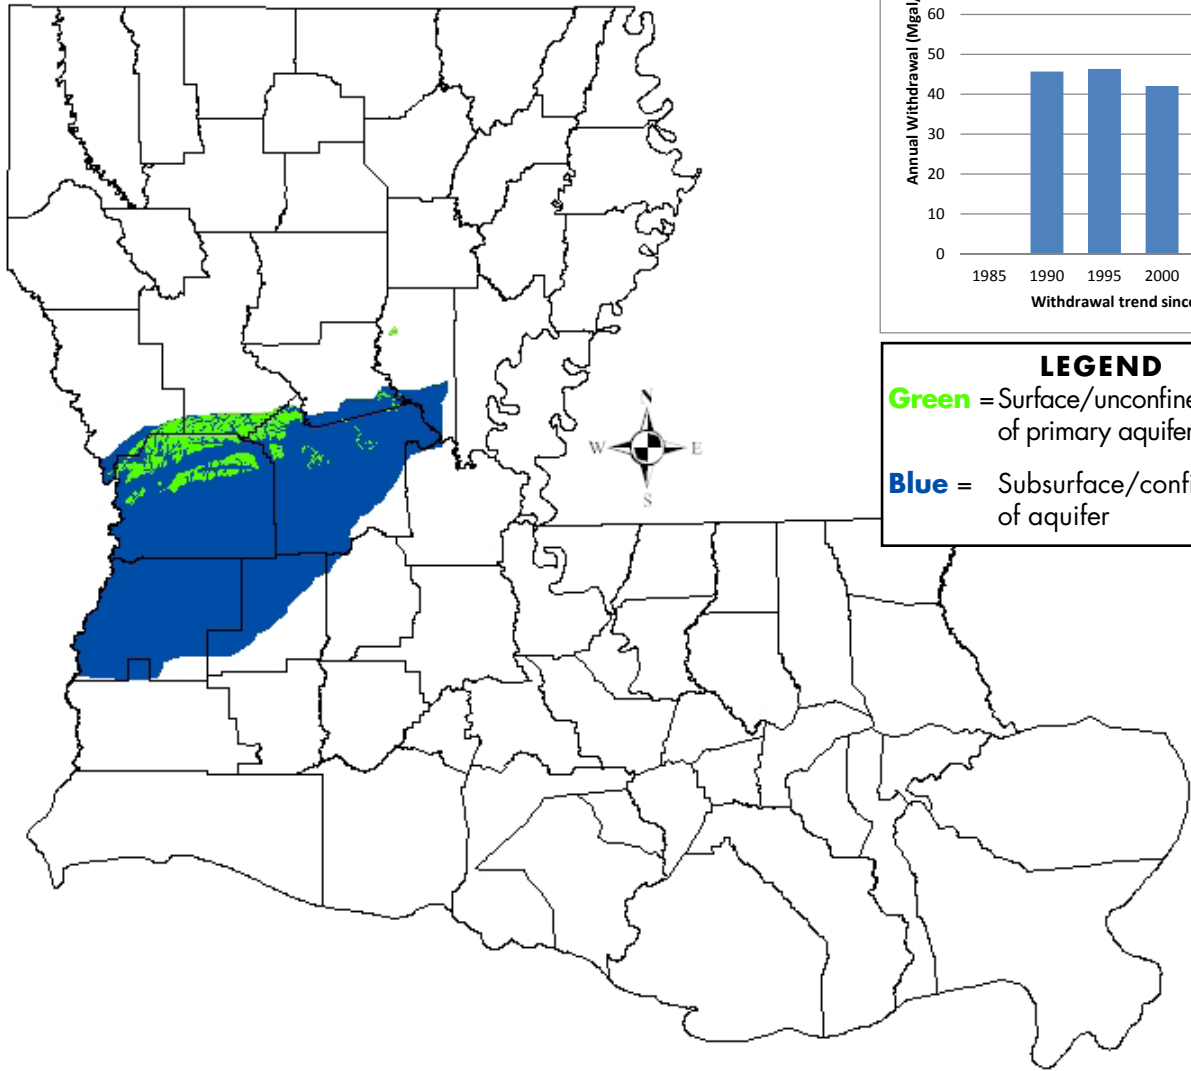 Annual Withdrawal (Mgal/
60
50
40
30
20
10
0
1985 1990 1995 2000
Withdrawal trend since
LEGEND
Green = Surface/unconfine
of primary aquifer
Blue = Subsurface/confi
of aquifer
N
W E
S